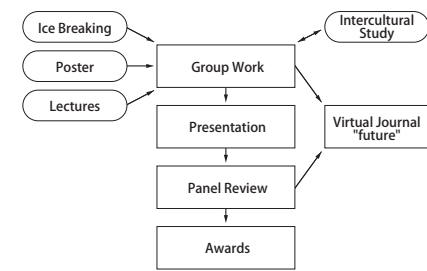 Ice Breaking
Intercultural
Study
Poster
Group Work
Lectures
Presentation
Virtual Journal
"future"
Panel Review
Awards